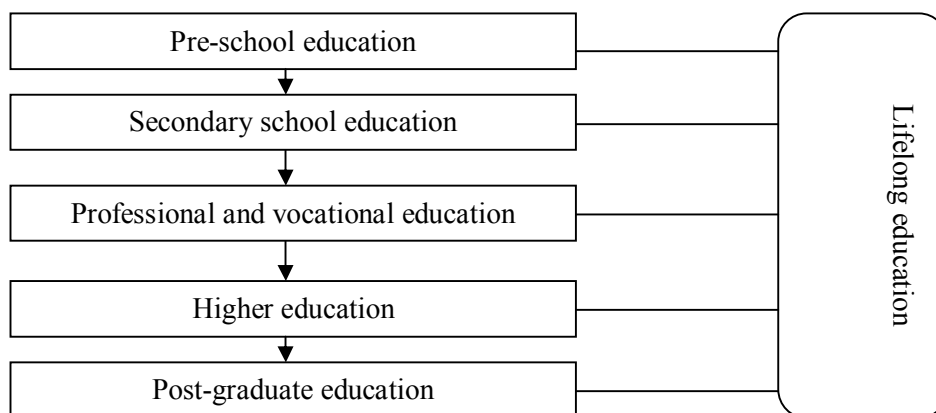 Pre-school education
Secondary school education
Professional and vocational education
Higher education
Post-graduate education
Lifelong education